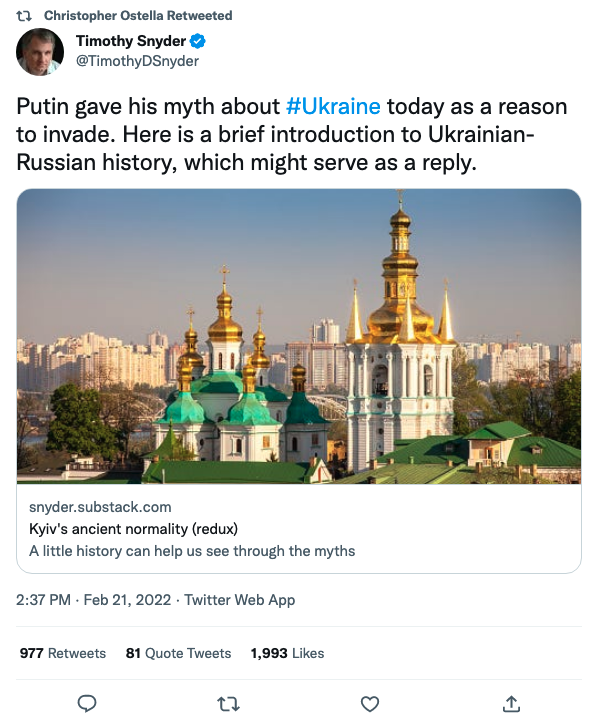 Christopher Ostella Retweeted
Timothy Snyder
@TimothyDSnyder
Putin gave his myth about #Ukraine today as a reason
to invade. Here is a brief introduction to Ukrainian-
Russian history, which might serve as a reply.
snyder.substack.com
Kyiv's ancient normality (redux)
A little history can help us see through the myths
2:37 PM · Feb 21, 2022 · Twitter Web App
977 Retweets 81 Quote Tweets 1,993 Likes